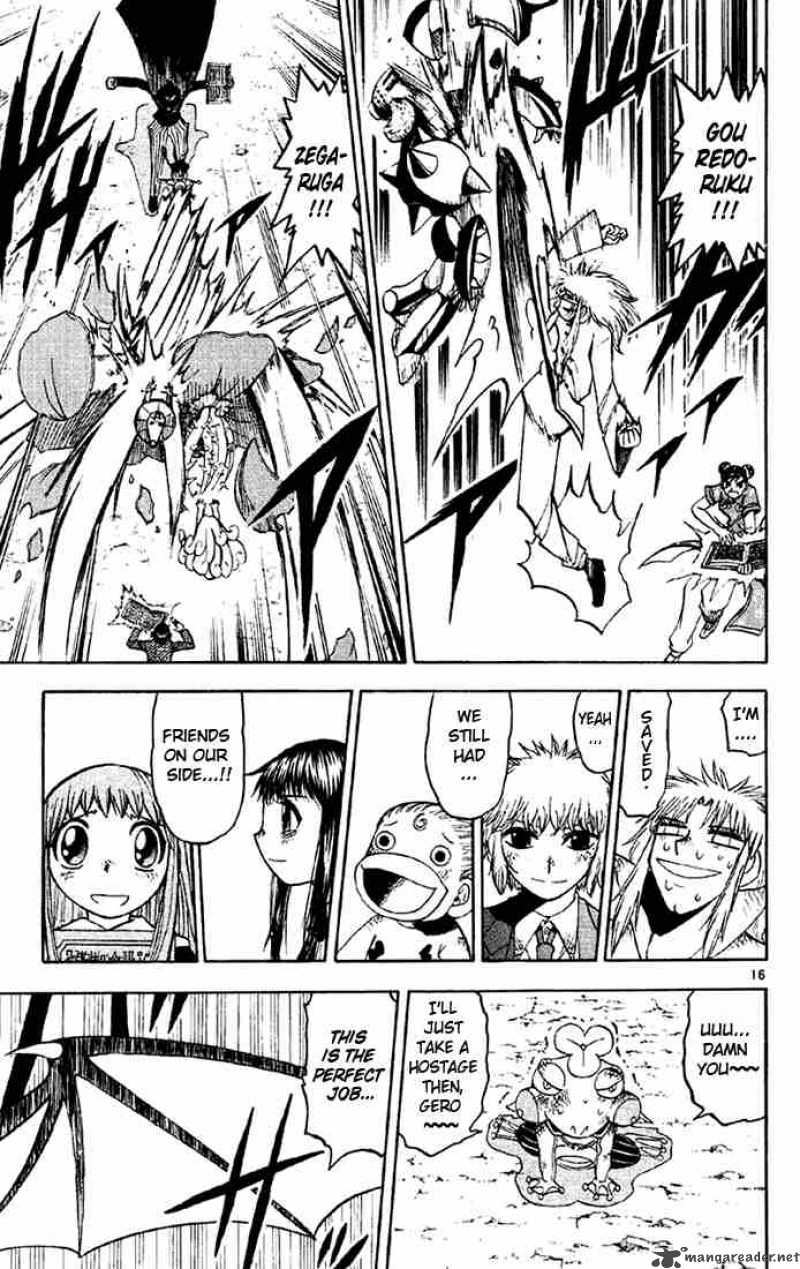 GOU
REDO-
RUKU
!!!
ZEGA-
RUGA
!!!
I'M
....
SAVED.
YEAH
...
WE
STILL
HAD
...
FRIENDS
ON OUR
SIDE...!!
16
UUU...
DAMN
YOU~~
I'LL
JUST
TAKE A
HOSTAGE
THEN,
GERO
~~
THIS
IS THE
PERFECT
JOB...
mangareader.net